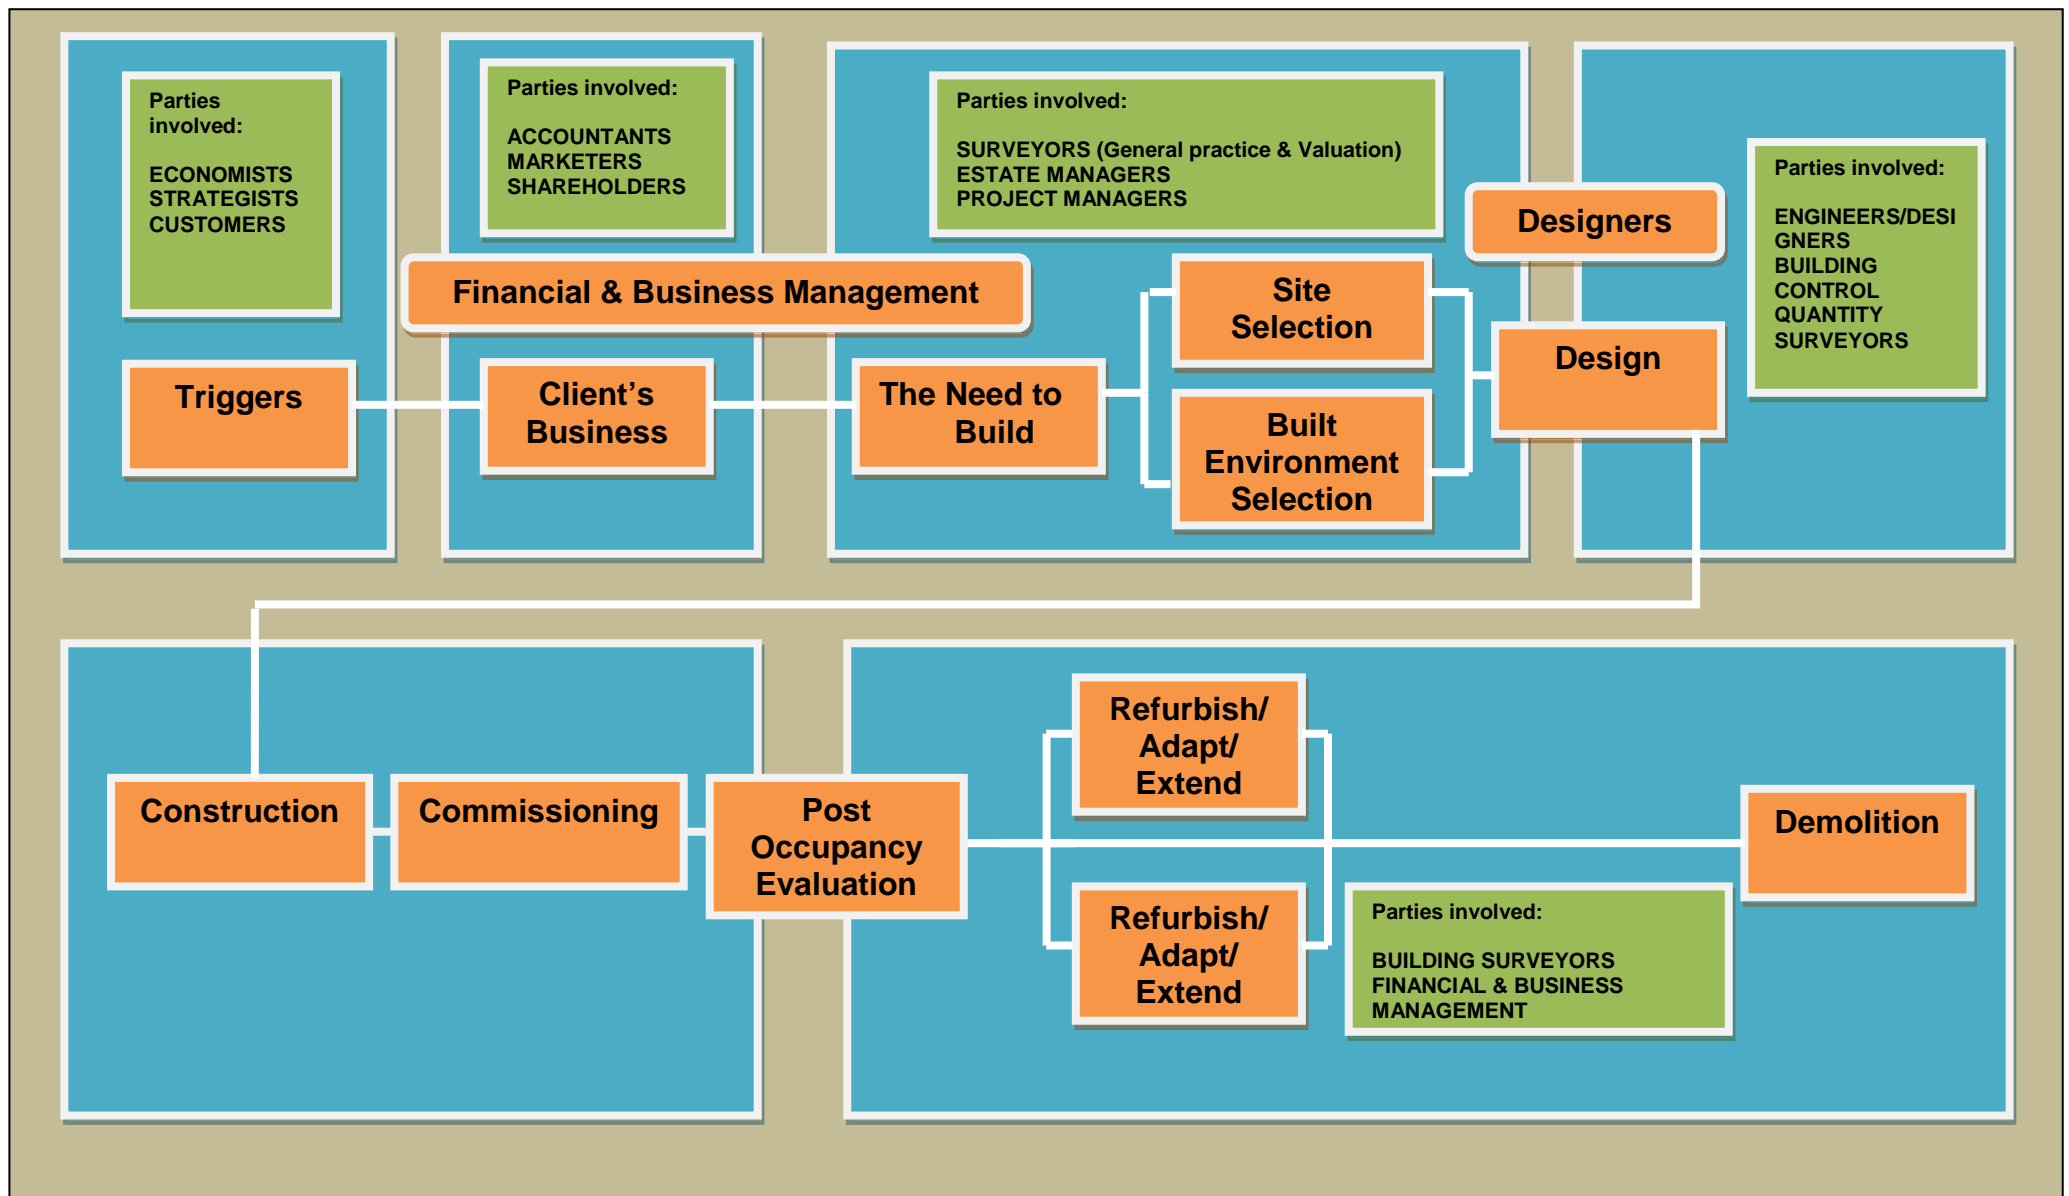 Parties
involved:
ECONOMISTS
STRATEGISTS
CUSTOMERS
Parties involved:
ACCOUNTANTS
MARKETERS
SHAREHOLDERS
Parties involved:
SURVEYORS (General practice & Valuation)
ESTATE MANAGERS
PROJECT MANAGERS
Parties involved:
ENGINEERS/DESI
GNERS
BUILDING
CONTROL
QUANTITY
SURVEYORS
Designers
Financial & Business Management
Triggers
Client’s
Business
The Need to
Build
Site
Selection
Built
Environment
Selection
Design
Construction
Commissioning
Post
Occupancy
Evaluation
Refurbish/
Adapt/
Extend
Refurbish/
Adapt/
Extend
Parties involved:
BUILDING SURVEYORS
FINANCIAL & BUSINESS
MANAGEMENT
Demolition